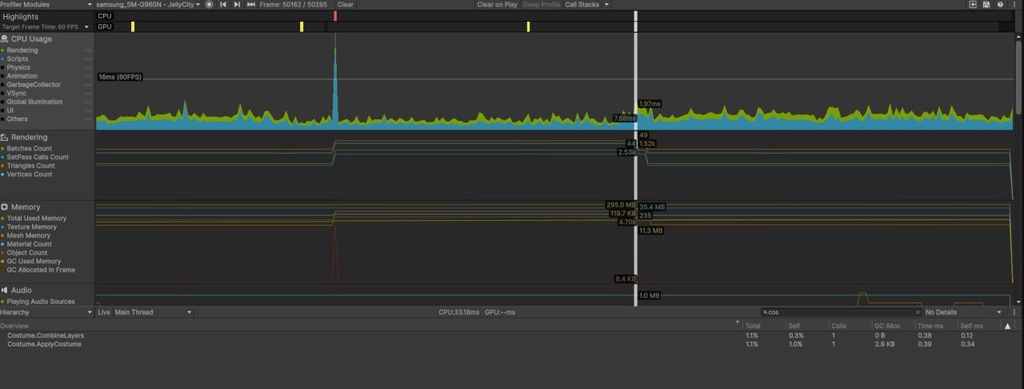 Profiler Modules samsung_SM-G960N - JellyCity Frame: 50162 / 50285 Clear Clear on Play Deep Profile Call Stacks
Highlights CPU
Target Frame Time: 60 FPS GPU
CPU Usage
Rendering
Scripts
Physics
Animation
GarbageCollector
VSync
Global Illumination
UI
Others
16ms (60FPS)
1.97ms
7.88ms
Rendering
Batches Count
SetPass Calls Count
Triangles Count
Vertices Count
49
44 1.52k
2.53k
Memory
Total Used Memory
Texture Memory
Mesh Memory
Material Count
Object Count
GC Used Memory
GC Allocated In Frame
295.0 MB 35.4 MB
119.7 KB 235
4.70k
11.3 MB
8.4 KB
Audio
Playing Audio Sources
1.0 MB
Hierarchy Live Main Thread CPU:33.18ms GPU:--ms cos No Details
Overview Total Self Calls GC Alloc Time ms Self ms
Costume.CombineLayers 1.1% 0.3% 1 0 B 0.38 0.12
Costume.ApplyCostume 1.1% 1.0% 1 2.9 KB 0.39 0.34